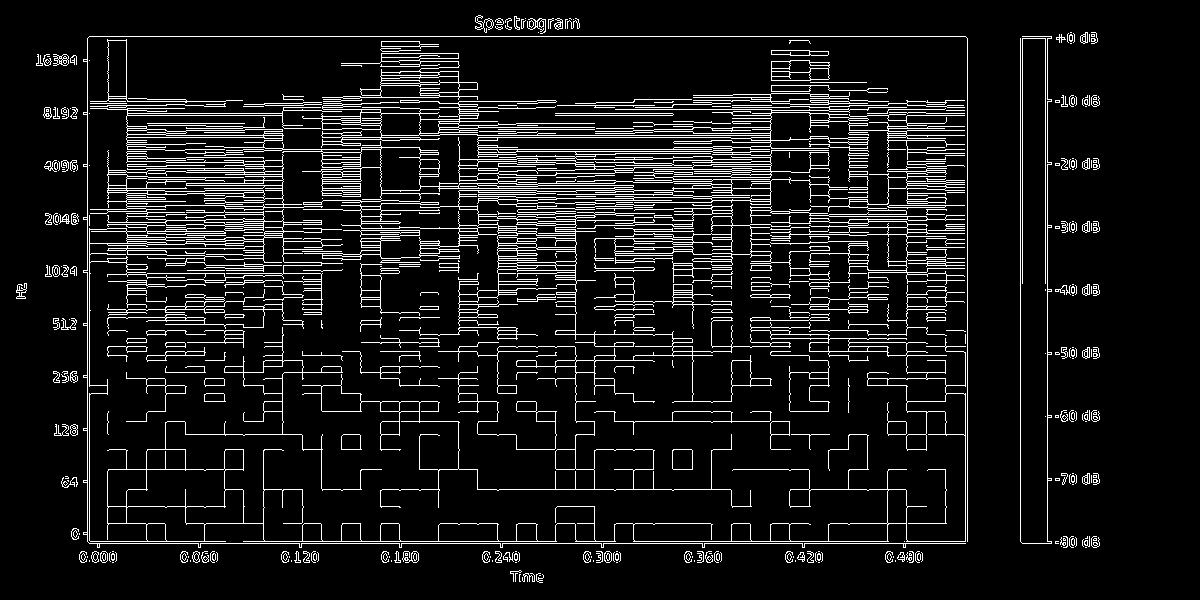 Spectrogram
+0 dB
16384
-10 dB
8192
-20 dB
4096
-30 dB
2048
1024
-40 dB
Hz
512
-50 dB
256
-60 dB
128
-70 dB
64
0
-80 dB
0.000 0.060 0.120 0.180 0.240 0.300 0.360 0.420 0.480
Time